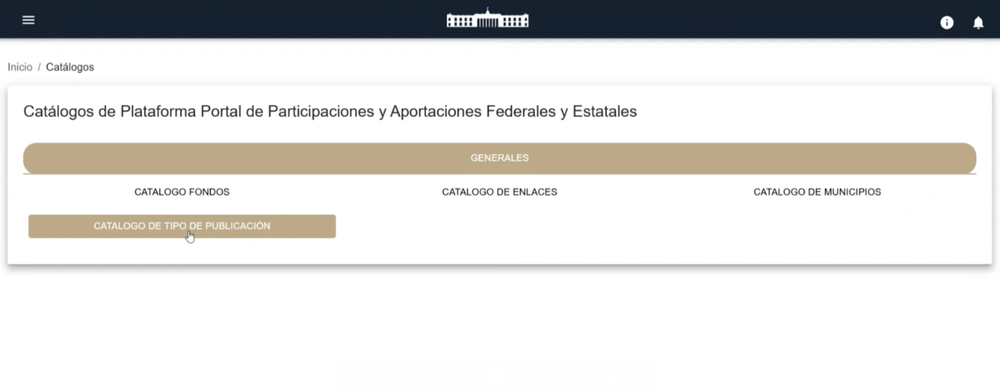 Inicio / Catálogos
Catálogos de Plataforma Portal de Participaciones y Aportaciones Federales y Estatales
GENERALES
CATALOGO FONDOS
CATALOGO DE ENLACES
CATALOGO DE MUNICIPIOS
CATALOGO DE TIPO DE PUBLICACIÓN